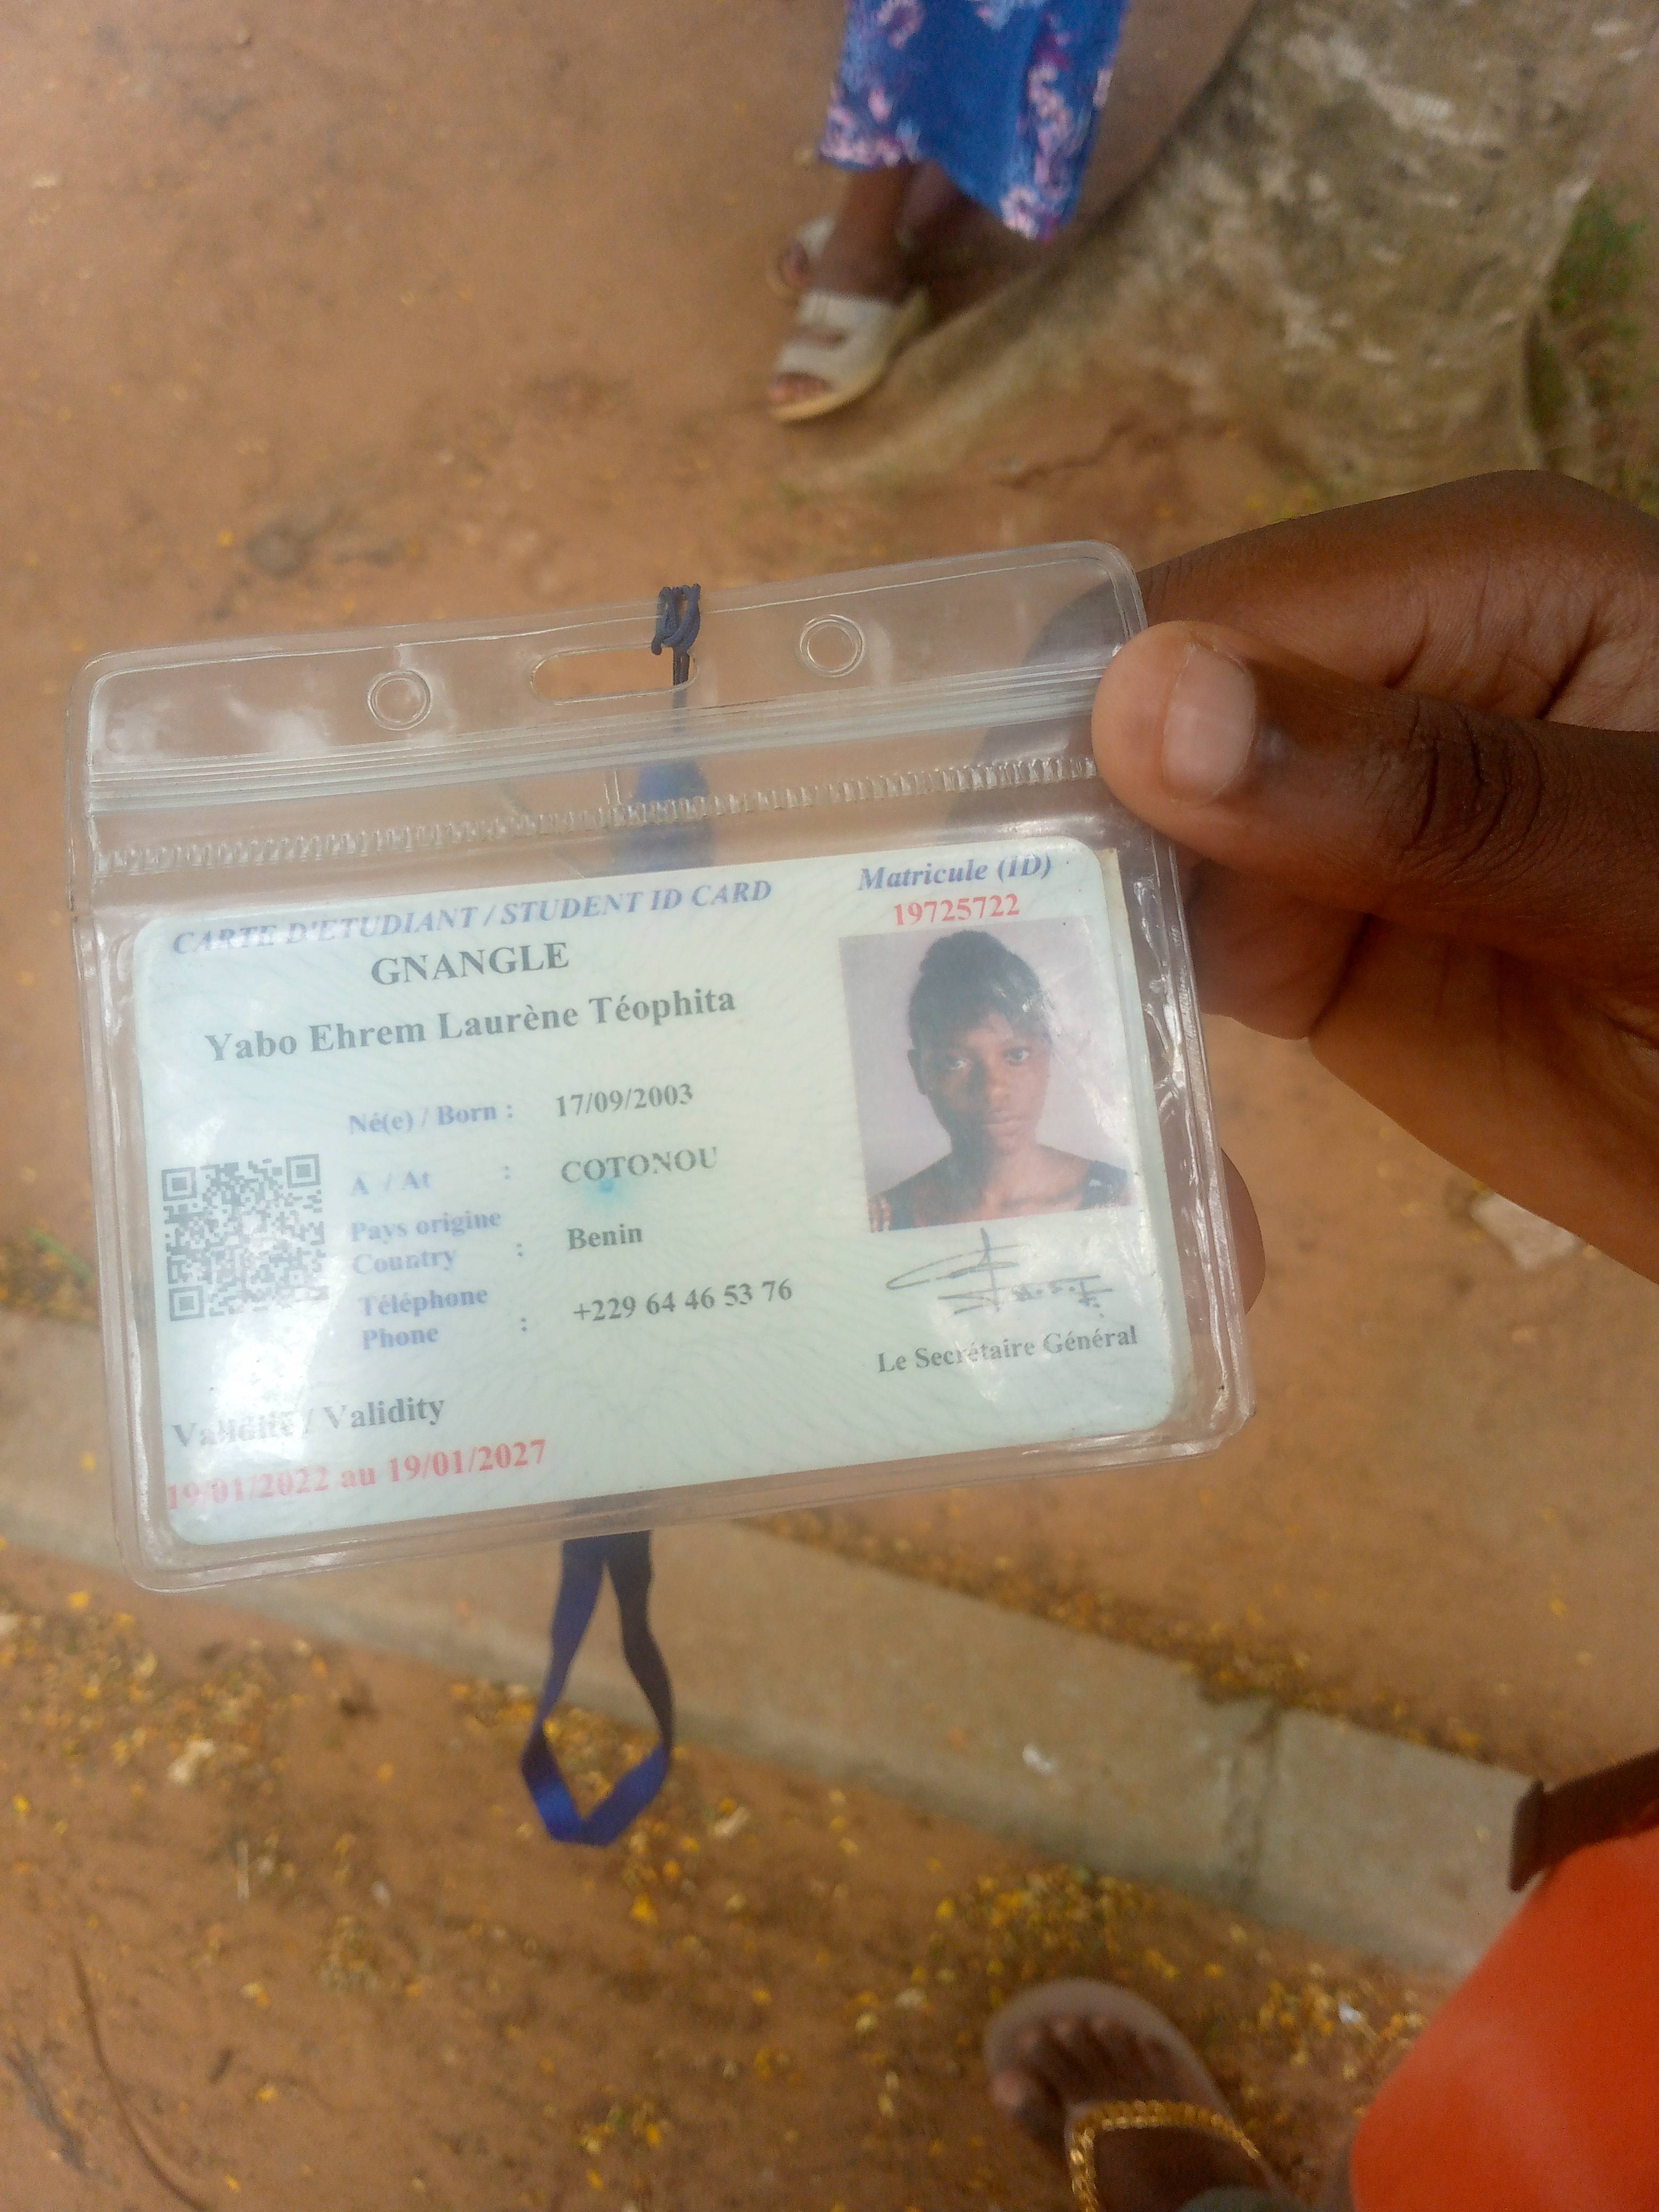 CARTE D'ETUDIANT / STUDENT ID CARD
Matricule (ID)
19725722
GNANGLE
Yabo Ehrem Laurène Téophita
Né(e) / Born : 17/09/2003
A / At : COTONOU
Pays origine
Country : Benin
Téléphone
Phone : +229 64 46 53 76
Le Secrétaire Général
Validité / Validity
19/01/2022 au 19/01/2027